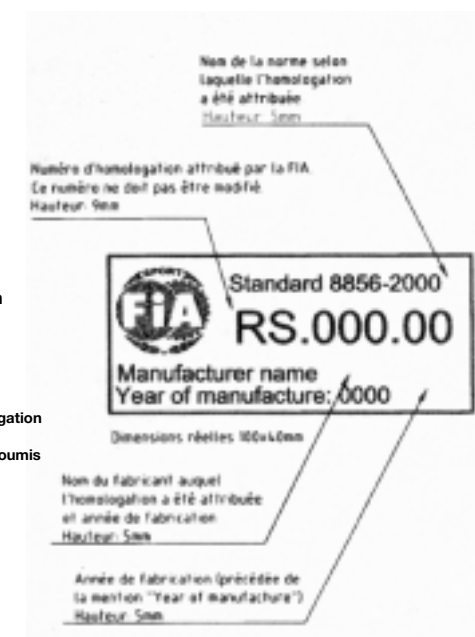 Nom de la norme selon
laquelle l'homologation
a été attribuée
Hauteur: 5mm
Numéro d'homologation attribué par la FIA.
Ce numéro ne doit pas être modifié.
Hauteur: 9mm
FIA
Standard 8856-2000
RS.000.00
Manufacturer name
Year of manufacture: 0000
gation
oumis
Dimensions réelles 100x40mm
Nom du fabricant auquel
l'homologation a été attribuée
et année de fabrication
Hauteur: 5mm
Année de fabrication (précédée de
la mention "Year of manufacture")
Hauteur: 5mm